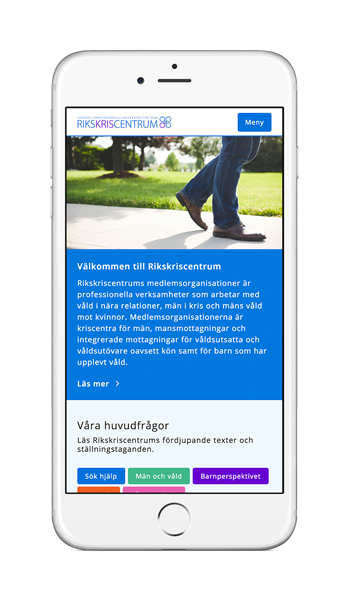 RIKSKRISCENTRUM
Meny
Välkommen till Rikskriscentrum
Rikskriscentrums medlemsorganisationer är
professionella verksamheter som arbetar med
våld i nära relationer, män i kris och mäns våld
mot kvinnor. Medlemsorganisationerna är
kriscentra för män, mansmottagningar och
integrerade mottagningar för våldsutsatta och
våldsutövare oavsett kön samt för barn som har
upplevt våld.
Läs mer
Våra huvudfrågor
Läs Rikskriscentrums fördjupande texter och
ställningstaganden.
Sök hjälp Män och våld Barnperspektivet